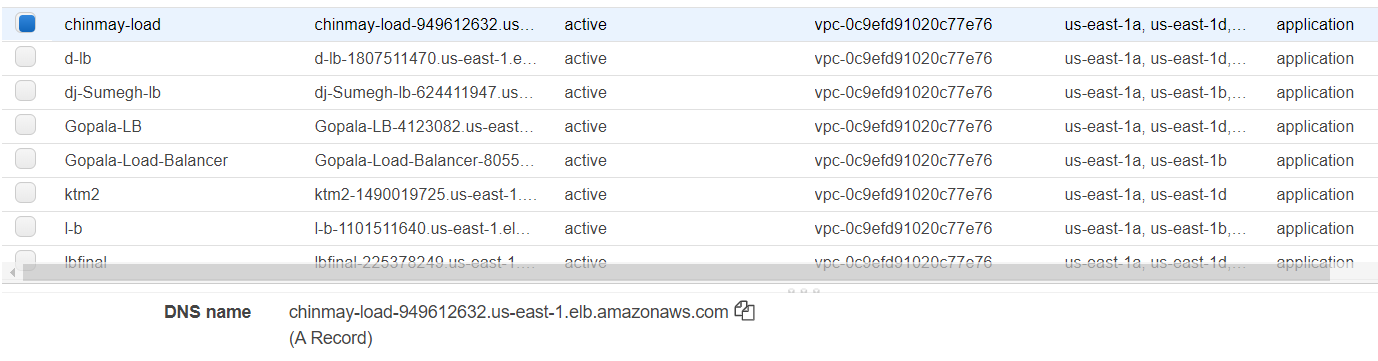 chinmay-load chinmay-load-949612632.us... active vpc-0c9efd91020c77e76 us-east-1a, us-east-1d,... application
d-lb d-lb-1807511470.us-east-1.e... active vpc-0c9efd91020c77e76 us-east-1a, us-east-1d,... application
dj-Sumegh-lb dj-Sumegh-lb-624411947.us... active vpc-0c9efd91020c77e76 us-east-1a, us-east-1b,... application
Gopala-LB Gopala-LB-4123082.us-east... active vpc-0c9efd91020c77e76 us-east-1a, us-east-1d,... application
Gopala-Load-Balancer Gopala-Load-Balancer-8055... active vpc-0c9efd91020c77e76 us-east-1a, us-east-1b application
ktm2 ktm2-1490019725.us-east-1.... active vpc-0c9efd91020c77e76 us-east-1a, us-east-1d application
l-b l-b-1101511640.us-east-1.el... active vpc-0c9efd91020c77e76 us-east-1a, us-east-1b,... application
lbfinal lbfinal-225378249.us-east-1.... active vpc-0c9efd91020c77e76 us-east-1a, us-east-1d,... application
DNS name chinmay-load-949612632.us-east-1.elb.amazonaws.com
(A Record)